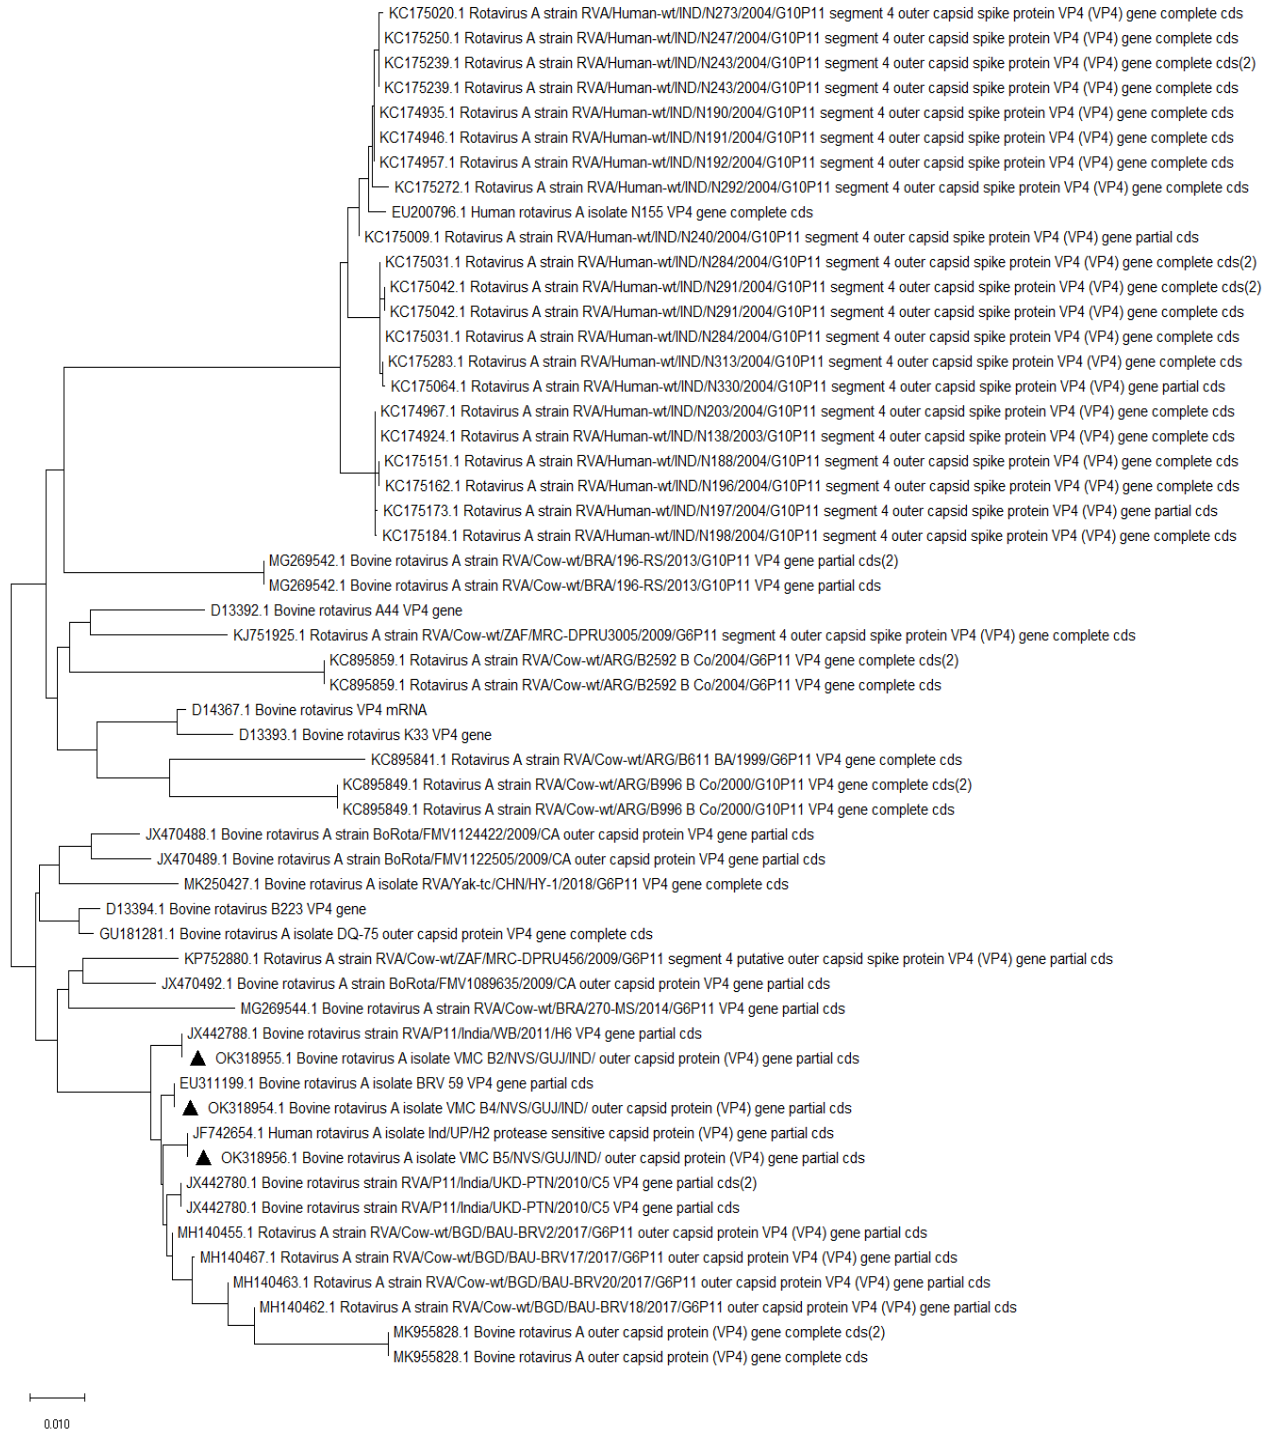 KC175020.1 Rotavirus A strain RVA/Human-wt/IND/N273/2004/G10P11 segment 4 outer capsid spike protein VP4 (VP4) gene complete cds
KC175250.1 Rotavirus A strain RVA/Human-wt/IND/N247/2004/G10P11 segment 4 outer capsid spike protein VP4 (VP4) gene complete cds
KC175239.1 Rotavirus A strain RVA/Human-wt/IND/N243/2004/G10P11 segment 4 outer capsid spike protein VP4 (VP4) gene complete cds(2)
KC175239.1 Rotavirus A strain RVA/Human-wt/IND/N243/2004/G10P11 segment 4 outer capsid spike protein VP4 (VP4) gene complete cds
KC174935.1 Rotavirus A strain RVA/Human-wt/IND/N190/2004/G10P11 segment 4 outer capsid spike protein VP4 (VP4) gene complete cds
KC174946.1 Rotavirus A strain RVA/Human-wt/IND/N191/2004/G10P11 segment 4 outer capsid spike protein VP4 (VP4) gene complete cds
KC174957.1 Rotavirus A strain RVA/Human-wt/IND/N192/2004/G10P11 segment 4 outer capsid spike protein VP4 (VP4) gene complete cds
KC175272.1 Rotavirus A strain RVA/Human-wt/IND/N292/2004/G10P11 segment 4 outer capsid spike protein VP4 (VP4) gene complete cds
EU200796.1 Human rotavirus A isolate N155 VP4 gene complete cds
KC175009.1 Rotavirus A strain RVA/Human-wt/IND/N240/2004/G10P11 segment 4 outer capsid spike protein VP4 (VP4) gene partial cds
KC175031.1 Rotavirus A strain RVA/Human-wt/IND/N284/2004/G10P11 segment 4 outer capsid spike protein VP4 (VP4) gene complete cds(2)
KC175042.1 Rotavirus A strain RVA/Human-wt/IND/N291/2004/G10P11 segment 4 outer capsid spike protein VP4 (VP4) gene complete cds(2)
KC175042.1 Rotavirus A strain RVA/Human-wt/IND/N291/2004/G10P11 segment 4 outer capsid spike protein VP4 (VP4) gene complete cds
KC175031.1 Rotavirus A strain RVA/Human-wt/IND/N284/2004/G10P11 segment 4 outer capsid spike protein VP4 (VP4) gene complete cds
KC175283.1 Rotavirus A strain RVA/Human-wt/IND/N313/2004/G10P11 segment 4 outer capsid spike protein VP4 (VP4) gene complete cds
KC175064.1 Rotavirus A strain RVA/Human-wt/IND/N330/2004/G10P11 segment 4 outer capsid spike protein VP4 (VP4) gene partial cds
KC174967.1 Rotavirus A strain RVA/Human-wt/IND/N203/2004/G10P11 segment 4 outer capsid spike protein VP4 (VP4) gene complete cds
KC174924.1 Rotavirus A strain RVA/Human-wt/IND/N138/2003/G10P11 segment 4 outer capsid spike protein VP4 (VP4) gene complete cds
KC175151.1 Rotavirus A strain RVA/Human-wt/IND/N188/2004/G10P11 segment 4 outer capsid spike protein VP4 (VP4) gene complete cds
KC175162.1 Rotavirus A strain RVA/Human-wt/IND/N196/2004/G10P11 segment 4 outer capsid spike protein VP4 (VP4) gene complete cds
KC175173.1 Rotavirus A strain RVA/Human-wt/IND/N197/2004/G10P11 segment 4 outer capsid spike protein VP4 (VP4) gene partial cds
KC175184.1 Rotavirus A strain RVA/Human-wt/IND/N198/2004/G10P11 segment 4 outer capsid spike protein VP4 (VP4) gene complete cds
MG269542.1 Bovine rotavirus A strain RVA/Cow-wt/BRA/196-RS/2013/G10P11 VP4 gene partial cds(2)
MG269542.1 Bovine rotavirus A strain RVA/Cow-wt/BRA/196-RS/2013/G10P11 VP4 gene partial cds
D13392.1 Bovine rotavirus A44 VP4 gene
KJ751925.1 Rotavirus A strain RVA/Cow-wt/ZAF/MRC-DPRU3005/2009/G6P11 segment 4 outer capsid spike protein VP4 (VP4) gene complete cds
KC895859.1 Rotavirus A strain RVA/Cow-wt/ARG/B2592 B Co/2004/G6P11 VP4 gene complete cds(2)
KC895859.1 Rotavirus A strain RVA/Cow-wt/ARG/B2592 B Co/2004/G6P11 VP4 gene complete cds
D14367.1 Bovine rotavirus VP4 mRNA
D13393.1 Bovine rotavirus K33 VP4 gene
KC895841.1 Rotavirus A strain RVA/Cow-wt/ARG/B611 BA/1999/G6P11 VP4 gene complete cds
KC895849.1 Rotavirus A strain RVA/Cow-wt/ARG/B996 B Co/2000/G10P11 VP4 gene complete cds(2)
KC895849.1 Rotavirus A strain RVA/Cow-wt/ARG/B996 B Co/2000/G10P11 VP4 gene complete cds
JX470488.1 Bovine rotavirus A strain BoRota/FMV1124422/2009/CA outer capsid protein VP4 gene partial cds
JX470489.1 Bovine rotavirus A strain BoRota/FMV1122505/2009/CA outer capsid protein VP4 gene partial cds
MK250427.1 Bovine rotavirus A isolate RVA/Yak-tc/CHN/HY-1/2018/G6P11 VP4 gene complete cds
D13394.1 Bovine rotavirus B223 VP4 gene
GU181281.1 Bovine rotavirus A isolate DQ-75 outer capsid protein VP4 gene complete cds
KP752880.1 Rotavirus A strain RVA/Cow-wt/ZAF/MRC-DPRU456/2009/G6P11 segment 4 putative outer capsid spike protein VP4 (VP4) gene partial cds
JX470492.1 Bovine rotavirus A strain BoRota/FMV1089635/2009/CA outer capsid protein VP4 gene partial cds
MG269544.1 Bovine rotavirus A strain RVA/Cow-wt/BRA/270-MS/2014/G6P11 VP4 gene partial cds
JX442788.1 Bovine rotavirus strain RVA/P11/India/WB/2011/H6 VP4 gene partial cds
OK318955.1 Bovine rotavirus A isolate VMC B2/NVS/GUJ/IND/ outer capsid protein (VP4) gene partial cds
EU311199.1 Bovine rotavirus A isolate BRV 59 VP4 gene partial cds
OK318954.1 Bovine rotavirus A isolate VMC B4/NVS/GUJ/IND/ outer capsid protein (VP4) gene partial cds
JF742654.1 Human rotavirus A isolate Ind/UP/H2 protease sensitive capsid protein (VP4) gene partial cds
OK318956.1 Bovine rotavirus A isolate VMC B5/NVS/GUJ/IND/ outer capsid protein (VP4) gene partial cds
JX442780.1 Bovine rotavirus strain RVA/P11/India/UKD-PTN/2010/C5 VP4 gene partial cds(2)
JX442780.1 Bovine rotavirus strain RVA/P11/India/UKD-PTN/2010/C5 VP4 gene partial cds
MH140455.1 Rotavirus A strain RVA/Cow-wt/BGD/BAU-BRV2/2017/G6P11 outer capsid protein VP4 (VP4) gene partial cds
MH140467.1 Rotavirus A strain RVA/Cow-wt/BGD/BAU-BRV17/2017/G6P11 outer capsid protein VP4 (VP4) gene partial cds
MH140463.1 Rotavirus A strain RVA/Cow-wt/BGD/BAU-BRV20/2017/G6P11 outer capsid protein VP4 (VP4) gene partial cds
MH140462.1 Rotavirus A strain RVA/Cow-wt/BGD/BAU-BRV18/2017/G6P11 outer capsid protein VP4 (VP4) gene partial cds
MK955828.1 Bovine rotavirus A outer capsid protein (VP4) gene complete cds(2)
MK955828.1 Bovine rotavirus A outer capsid protein (VP4) gene complete cds
0.010